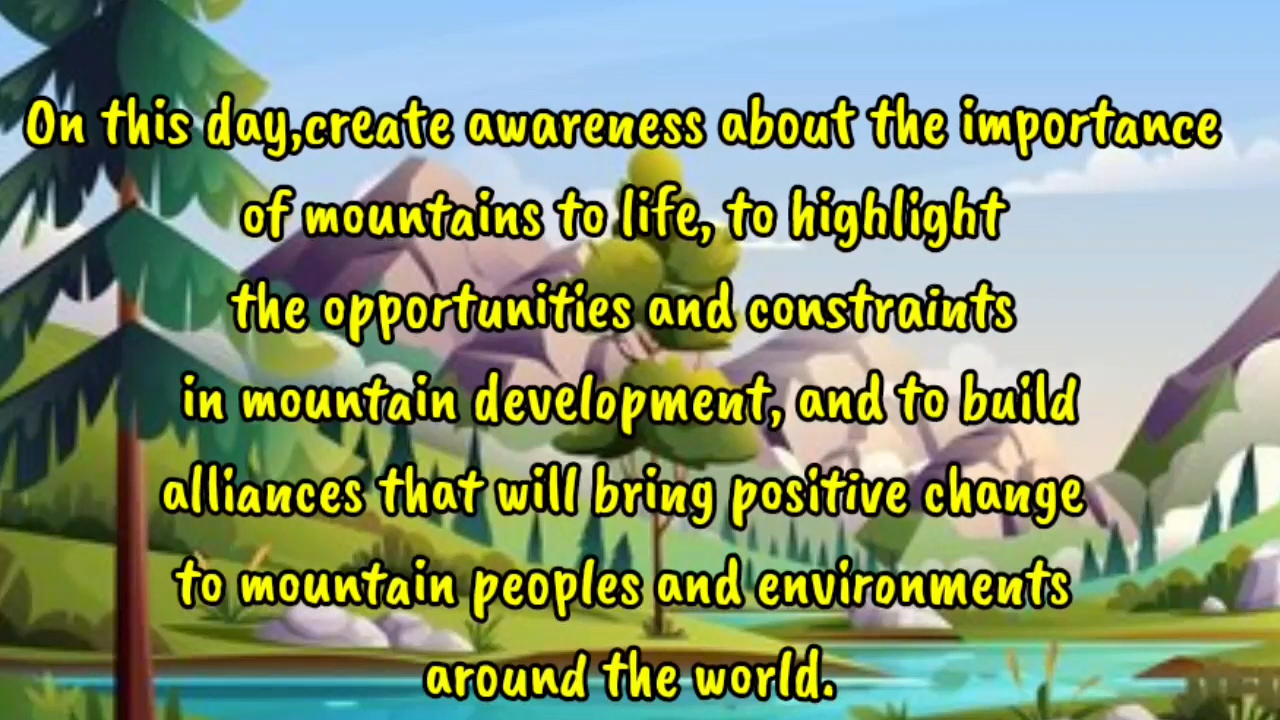 On this day,create awareness about the importance
of mountains to life, to highlight
the opportunities and constraints
in mountain development, and to build
alliances that will bring positive change
to mountain peoples and environments
around the world.